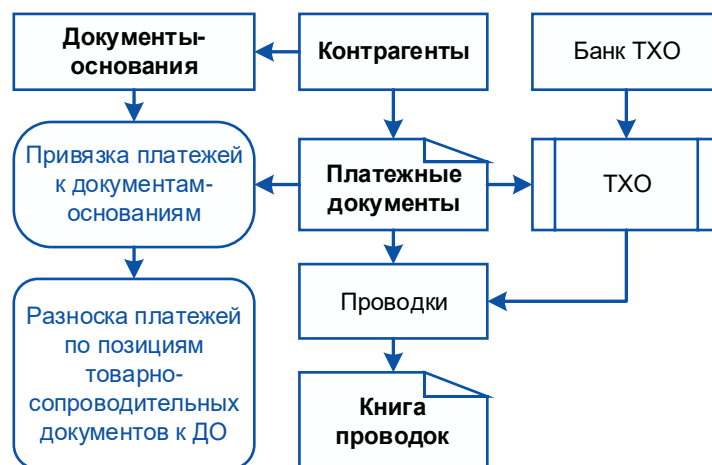 Документы-
основания
Контрагенты
Банк ТХО
Привязка платежей
к документам-
основаниям
Платежные
документы
ТХО
Проводки
Разноска платежей
по позициям
товарно-
сопроводительных
документов к ДО
Книга
проводок